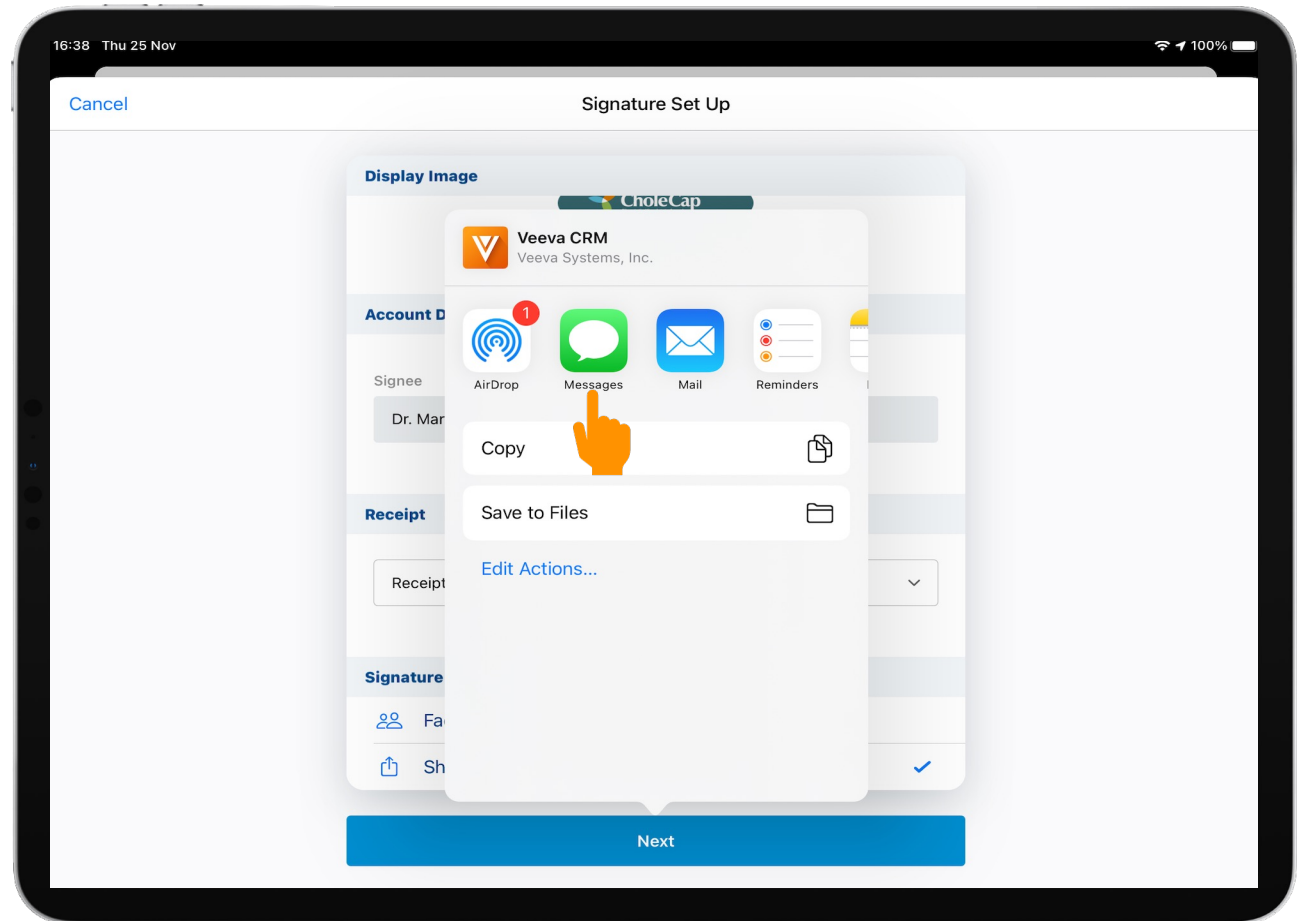 16:38 Thu 25 Nov
100%
Cancel
Signature Set Up
Display Image
CholeCap
Veeva CRM
Veeva Systems, Inc.
Account D
1
AirDrop
Messages
Mail
Reminders
Signee
Dr. Mar
Copy
Save to Files
Receipt
Edit Actions...
Receipt
Signature
Fa
Sh
Next